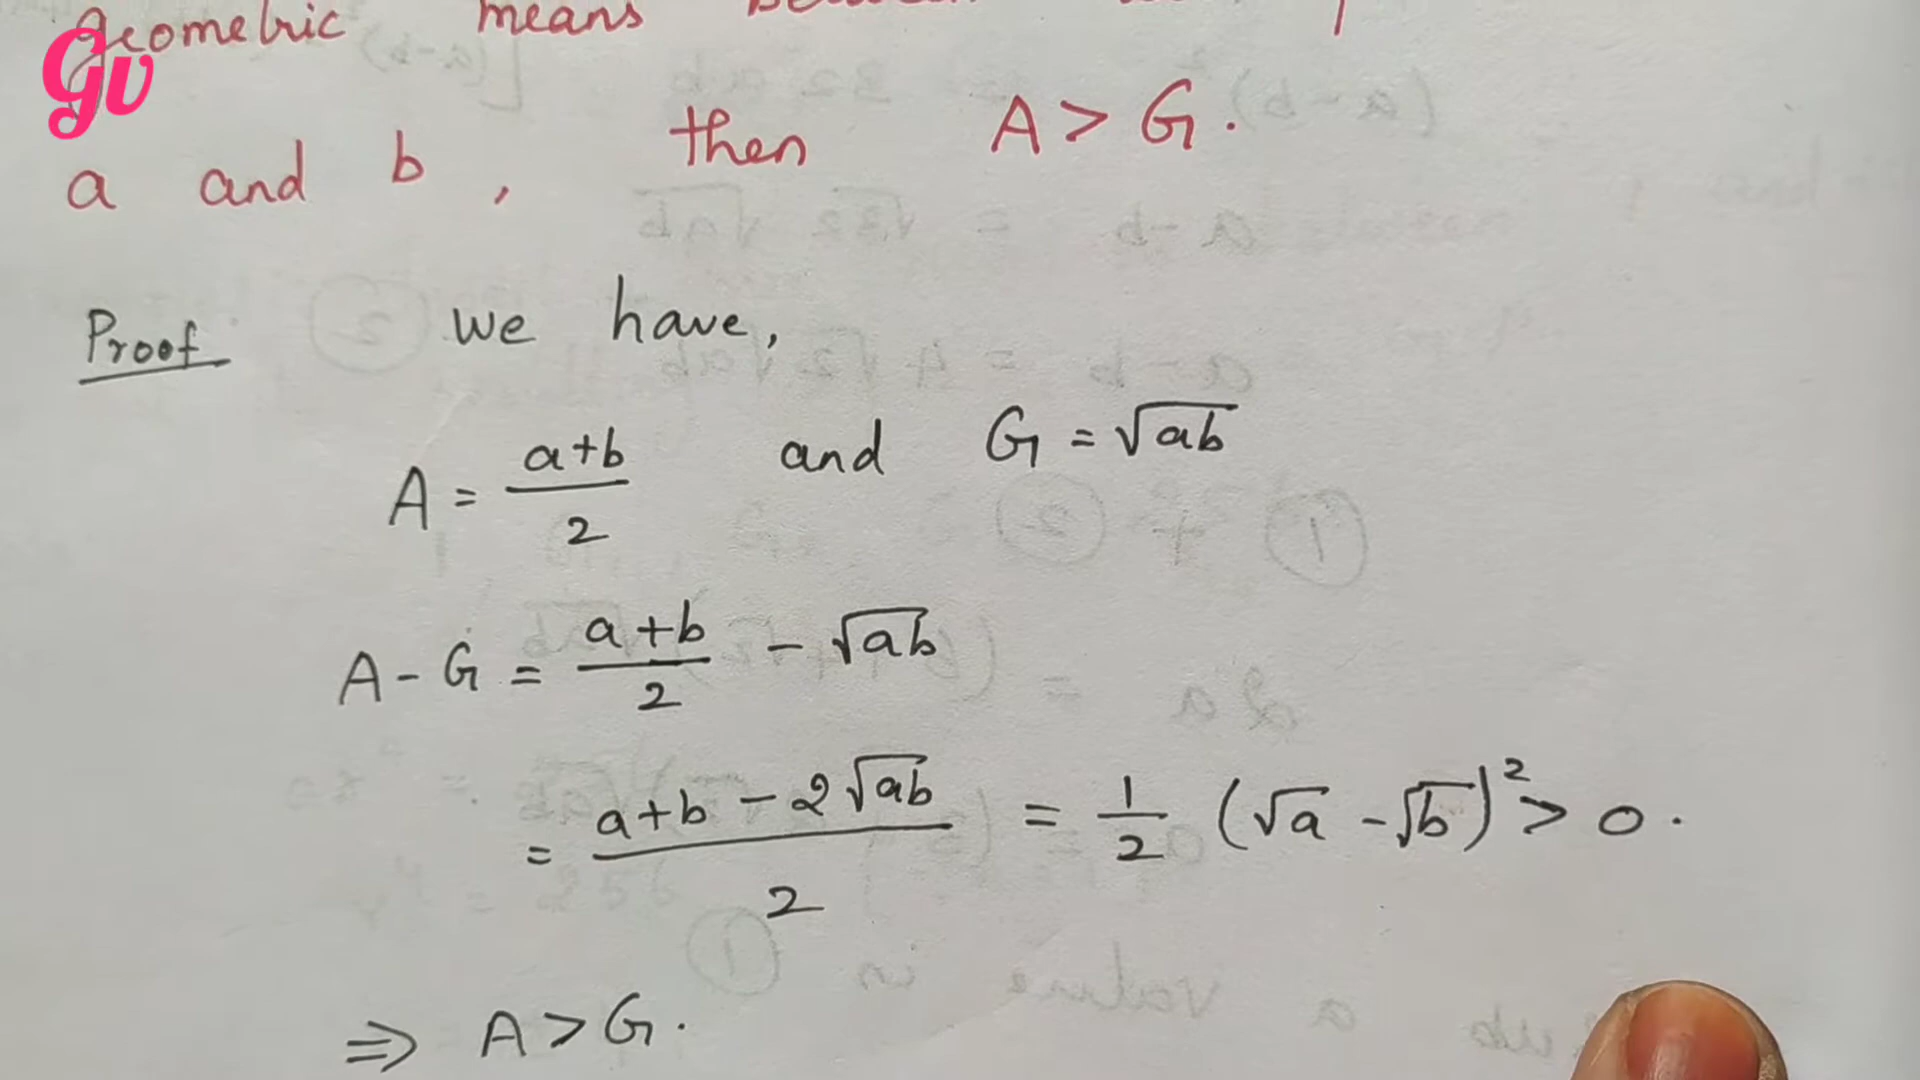 Geometric means
Gv
a and b, then A > G.
Proof we have,
A = a+b/2 and G = √ab
A - G = a+b/2 - √ab
= a+b - 2√ab/2 = 1/2 (√a - √b)² > 0.
⇒ A > G.